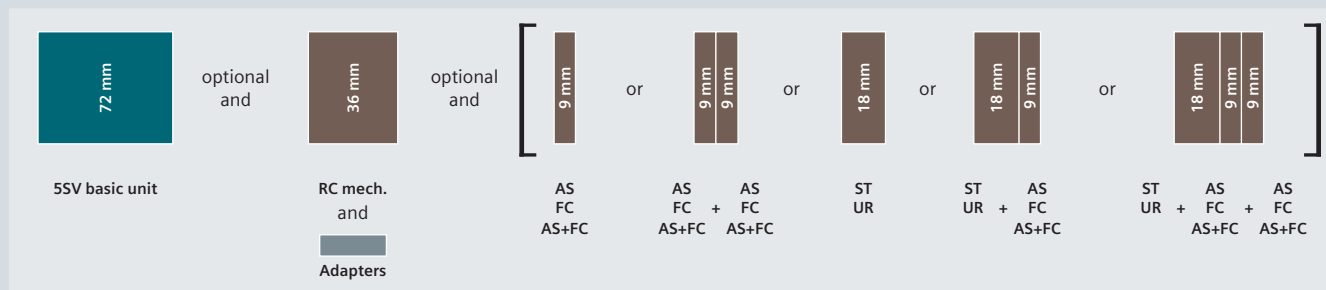 72 mm
optional
and
36 mm
optional
and
9 mm
or
9 mm
9 mm
or
18 mm
or
18 mm
9 mm
or
18 mm
9 mm
9 mm
5SV basic unit
RC mech.
and
Adapters
AS
FC
AS+FC
AS AS
FC + FC
AS+FC AS+FC
ST
UR
ST AS
UR + FC
AS+FC
ST AS AS
UR + FC + FC
AS+FC AS+FC